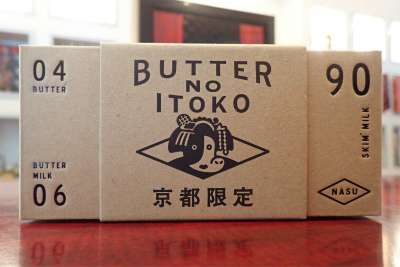 04
BUTTER
BUTTER
MILK
06
BUTTER
NO
ITOKO
京都限定
90
SKIM MILK
NASU